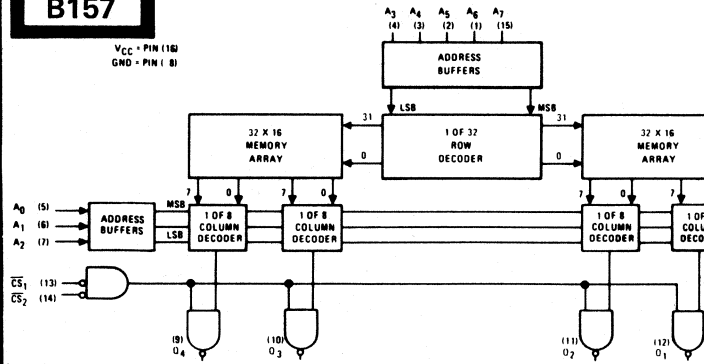 B157
VCC = PIN (16)
GND = PIN ( 8)
A3 A4 A5 A6 A7
(4) (3) (2) (1) (15)
ADDRESS
BUFFERS
LSB MSB
32 X 16
MEMORY
ARRAY
31
0
1 OF 32
ROW
DECODER
31
0
32 X 16
MEMORY
ARRAY
7 0 7 0 7 0 7
A0 (5)
A1 (6)
A2 (7)
ADDRESS
BUFFERS
MSB
LSB
1 OF 8
COLUMN
DECODER
1 OF 8
COLUMN
DECODER
1 OF 8
COLUMN
DECODER
1 OF
COLU
DECO
CS1 (13)
CS2 (14)
(9) (10) (11) (12)
O4 O3 O2 O1